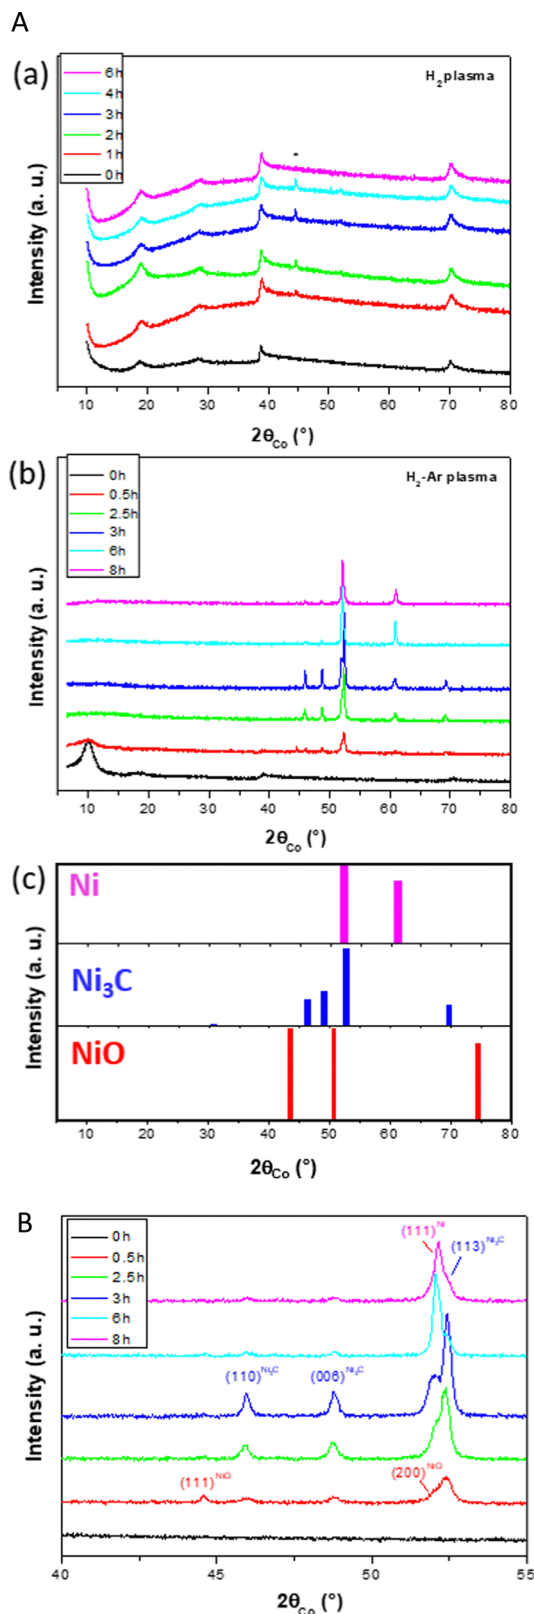 A
(a)
6h
4h
3h
2h
1h
0h
H2 plasma
Intensity (a. u.)
*
10 20 30 40 50 60 70 80
2θCo (°)
(b)
0h
0.5h
2.5h
3h
6h
8h
H2-Ar plasma
Intensity (a. u.)
10 20 30 40 50 60 70 80
2θCo (°)
(c)
Ni
Ni3C
NiO
Intensity (a. u.)
10 20 30 40 50 60 70 80
2θCo (°)
B
0h
0.5h
2.5h
3h
6h
8h
(111)Ni
(113)Ni3C
(110)Ni3C
(006)Ni3C
(111)NiO
(200)NiO
Intensity (a. u.)
40 45 50 55
2θCo (°)